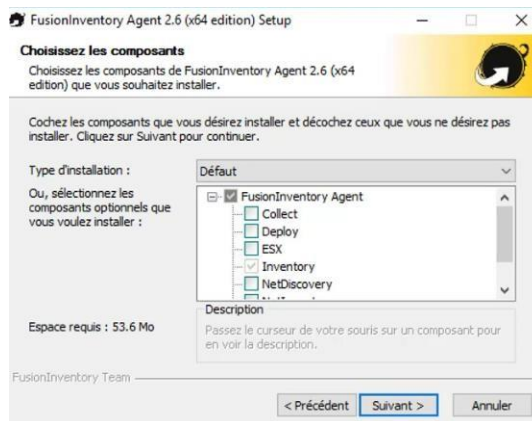 FusionInventory Agent 2.6 (x64 edition) Setup
Choisissez les composants
Choisissez les composants de FusionInventory Agent 2.6 (x64
edition) que vous souhaitez installer.
Cochez les composants que vous désirez installer et décochez ceux que vous ne désirez pas
installer. Cliquez sur Suivant pour continuer.
Type d'installation :
Défaut
Ou, sélectionnez les
composants optionnels que
vous voulez installer :
FusionInventory Agent
Collect
Deploy
ESX
Inventory
NetDiscovery
Espace requis : 53.6 Mo
Description
Passez le curseur de votre souris sur un composant pour
en voir la description.
FusionInventory Team
< Précédent
Suivant >
Annuler